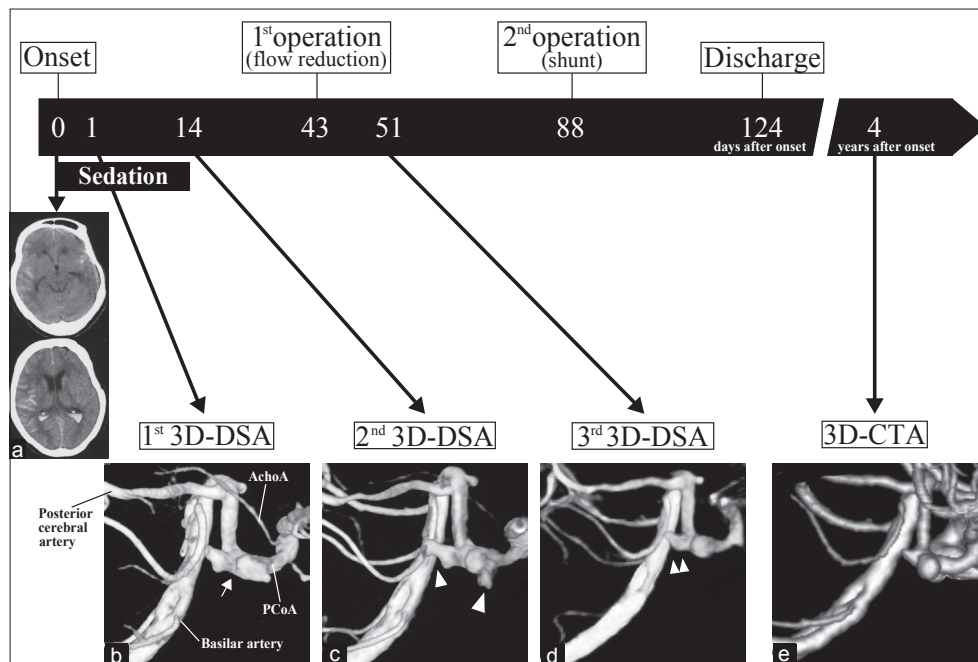 Onset
1st operation
(flow reduction)
2nd operation
(shunt)
Discharge
0 1 14 43 51 88 124 4
days after onset
years after onset
Sedation
a
1st 3D-DSA
2nd 3D-DSA
3rd 3D-DSA
3D-CTA
AchoA
Posterior
cerebral
artery
PCoA
Basilar artery
b
c
d
e